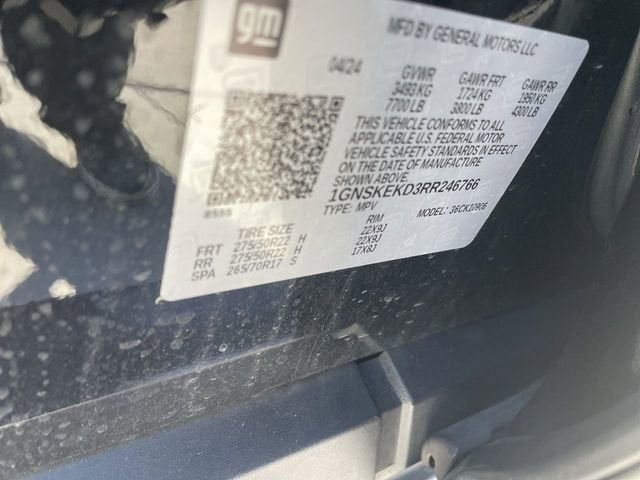 gm
MFD BY GENERAL MOTORS LLC
04/24 GVWR GAWR FRT GAWR RR
3493 KG 1724 KG 1950 KG
7700 LB 3800 LB 4300 LB
THIS VEHICLE CONFORMS TO ALL
APPLICABLE U.S. FEDERAL MOTOR
VEHICLE SAFETY STANDARDS IN EFFECT
ON THE DATE OF MANUFACTURE
SHOWN ABOVE.
1GNSKEKD3RR246766
TYPE: MPV MODEL: 36CK10906
TIRE SIZE RIM
FRT 275/50R22 H 22X9J
RR 275/50R22 H 22X9J
SPA 265/70R17 S 17X8J